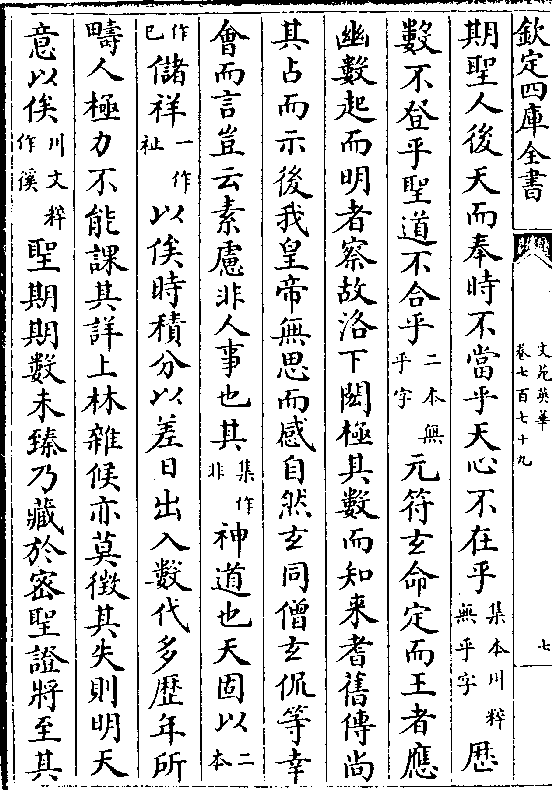 欽定四庫全書
文苑英華
卷七百七十九
七
期聖人後天而奉時不當乎天心不在乎集本川粹無乎字歴
數不登乎聖道不合乎二本無乎字元符玄命定而王者應
幽數起而明者察故洛下閎極其數而知来耆舊傳尚
其占而示後我皇帝無思而感自然玄同僧玄侃等幸
會而言豈云素慮非人事也其集作非神道也天固以二本
作巳儲祥一作祉以俟時積分以差日出入數代多歴年所
疇人極力不能課其詳上林雜候亦莫徴其失則明天
意以俟川文粹作徯聖期期數未臻乃藏於密聖證將至其